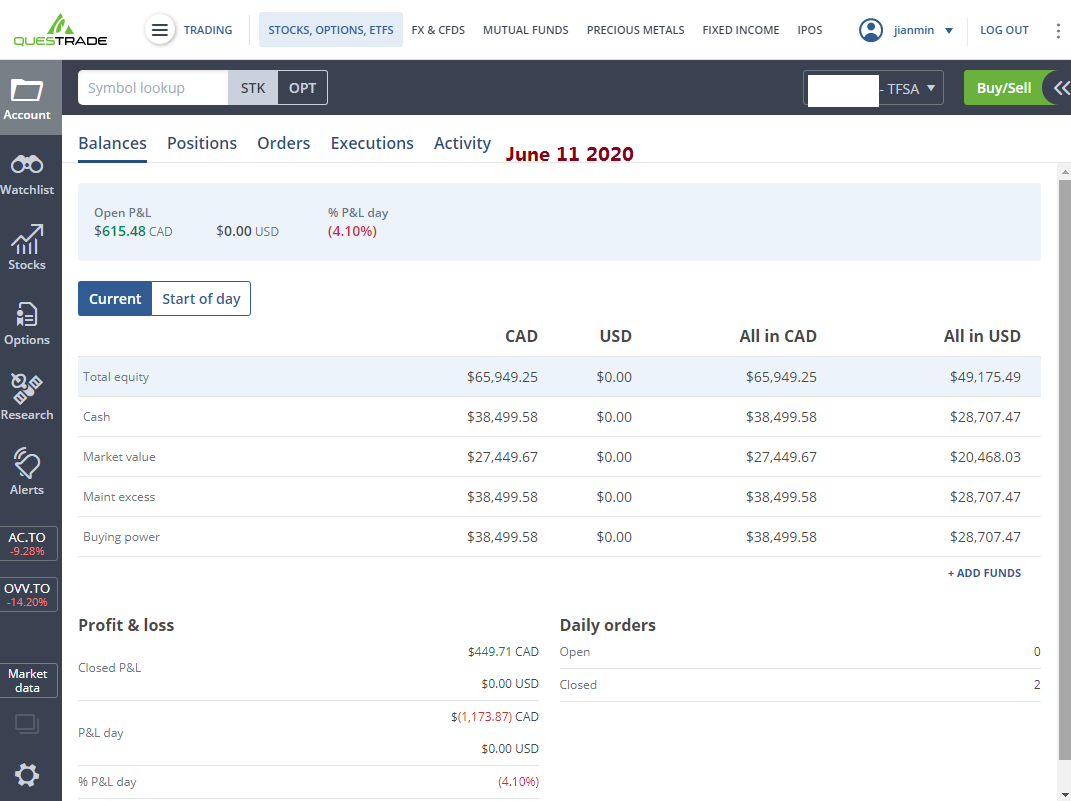 QUESTRADE
TRADING
STOCKS, OPTIONS, ETFS
FX & CFDS
MUTUAL FUNDS
PRECIOUS METALS
FIXED INCOME
IPOS
jianmin
LOG OUT
Account
Symbol lookup
STK
OPT
- TFSA
Buy/Sell
Watchlist
Stocks
Options
Research
Alerts
AC.TO
-9.28%
OVV.TO
-14.20%
Market
data
Balances
Positions
Orders
Executions
Activity
June 11 2020
Open P&L
% P&L day
$615.48 CAD
$0.00 USD
(4.10%)
Current
Start of day
CAD USD All in CAD All in USD
Total equity $65,949.25 $0.00 $65,949.25 $49,175.49
Cash $38,499.58 $0.00 $38,499.58 $28,707.47
Market value $27,449.67 $0.00 $27,449.67 $20,468.03
Maint excess $38,499.58 $0.00 $38,499.58 $28,707.47
Buying power $38,499.58 $0.00 $38,499.58 $28,707.47
+ ADD FUNDS
Profit & loss
$449.71 CAD
Closed P&L
$0.00 USD
$(1,173.87) CAD
P&L day
$0.00 USD
% P&L day (4.10%)
Daily orders
Open 0
Closed 2